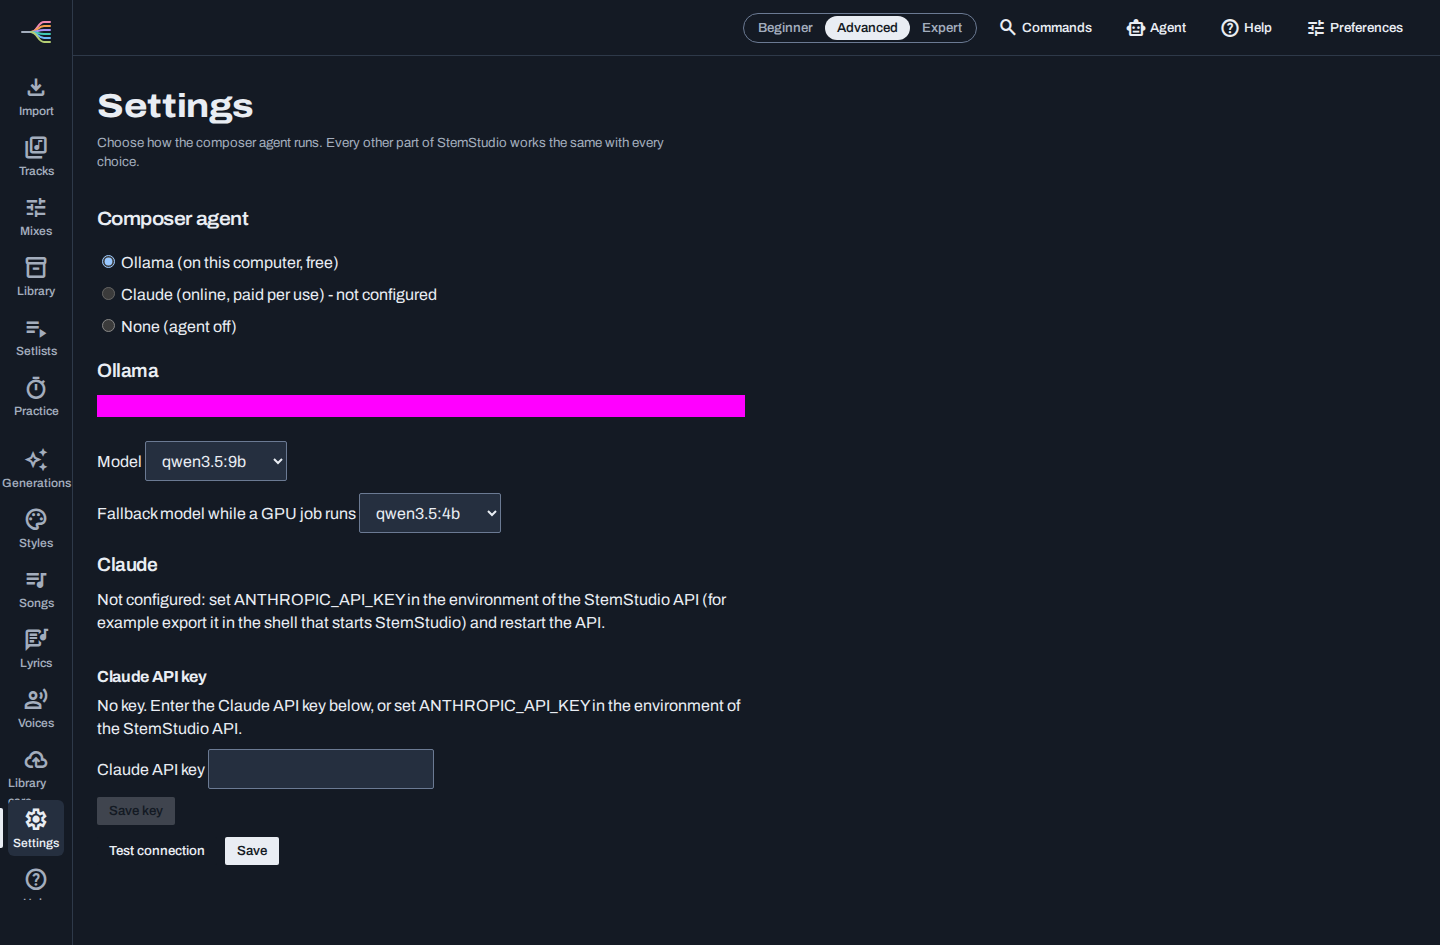 Beginner
Advanced
Expert
Commands
Agent
Help
Preferences
Import
Tracks
Mixes
Library
Setlists
Practice
Generations
Styles
Songs
Lyrics
Voices
Library
Settings
Settings
Choose how the composer agent runs. Every other part of StemStudio works the same with every
choice.
Composer agent
Ollama (on this computer, free)
Claude (online, paid per use) - not configured
None (agent off)
Ollama
Model qwen3.5:9b
Fallback model while a GPU job runs qwen3.5:4b
Claude
Not configured: set ANTHROPIC_API_KEY in the environment of the StemStudio API (for
example export it in the shell that starts StemStudio) and restart the API.
Claude API key
No key. Enter the Claude API key below, or set ANTHROPIC_API_KEY in the environment of
the StemStudio API.
Claude API key
Save key
Test connection
Save